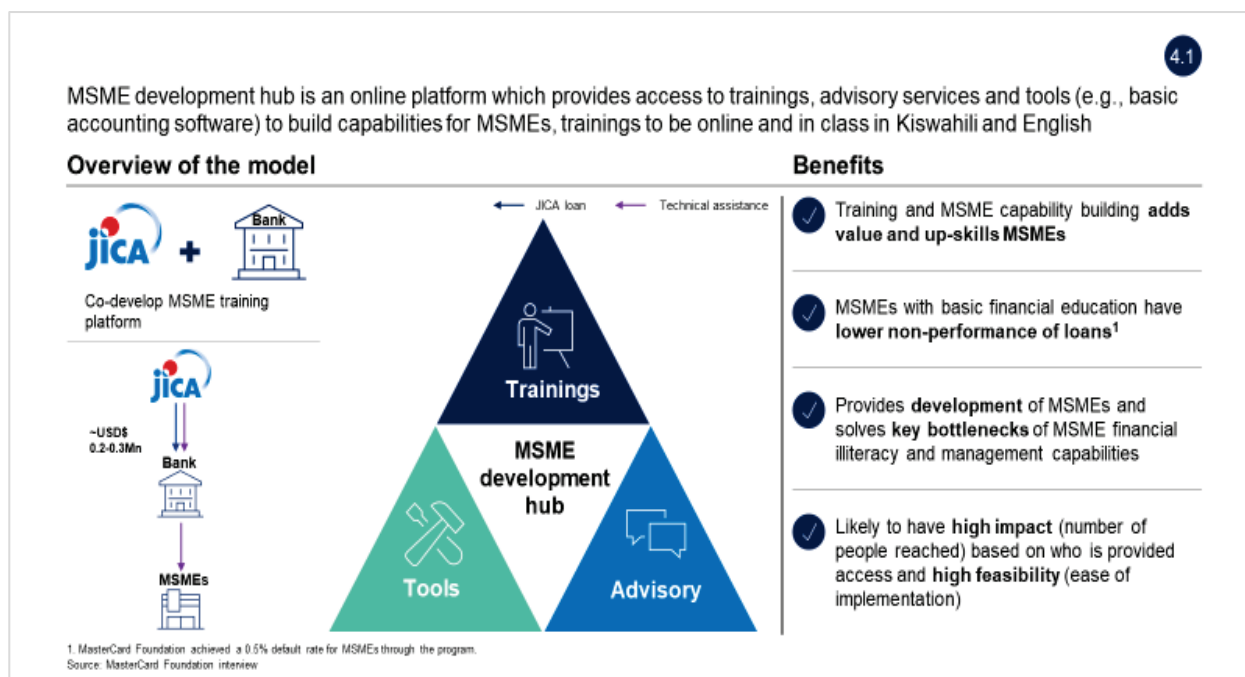 4.1
MSME development hub is an online platform which provides access to trainings, advisory services and tools (e.g., basic
accounting software) to build capabilities for MSMEs, trainings to be online and in class in Kiswahili and English
Overview of the model
jICA
+
Bank
Co-develop MSME training
platform
jICA
~USD$
0.2-0.3Mn
Bank
MSMEs
JICA loan
Technical assistance
Trainings
MSME
development
hub
Tools
Advisory
Benefits
Training and MSME capability building adds
value and up-skills MSMEs
MSMEs with basic financial education have
lower non-performance of loans1
Provides development of MSMEs and
solves key bottlenecks of MSME financial
illiteracy and management capabilities
Likely to have high impact (number of
people reached) based on who is provided
access and high feasibility (ease of
implementation)
1. MasterCard Foundation achieved a 0.5% default rate for MSMEs through the program.
Source: MasterCard Foundation interview